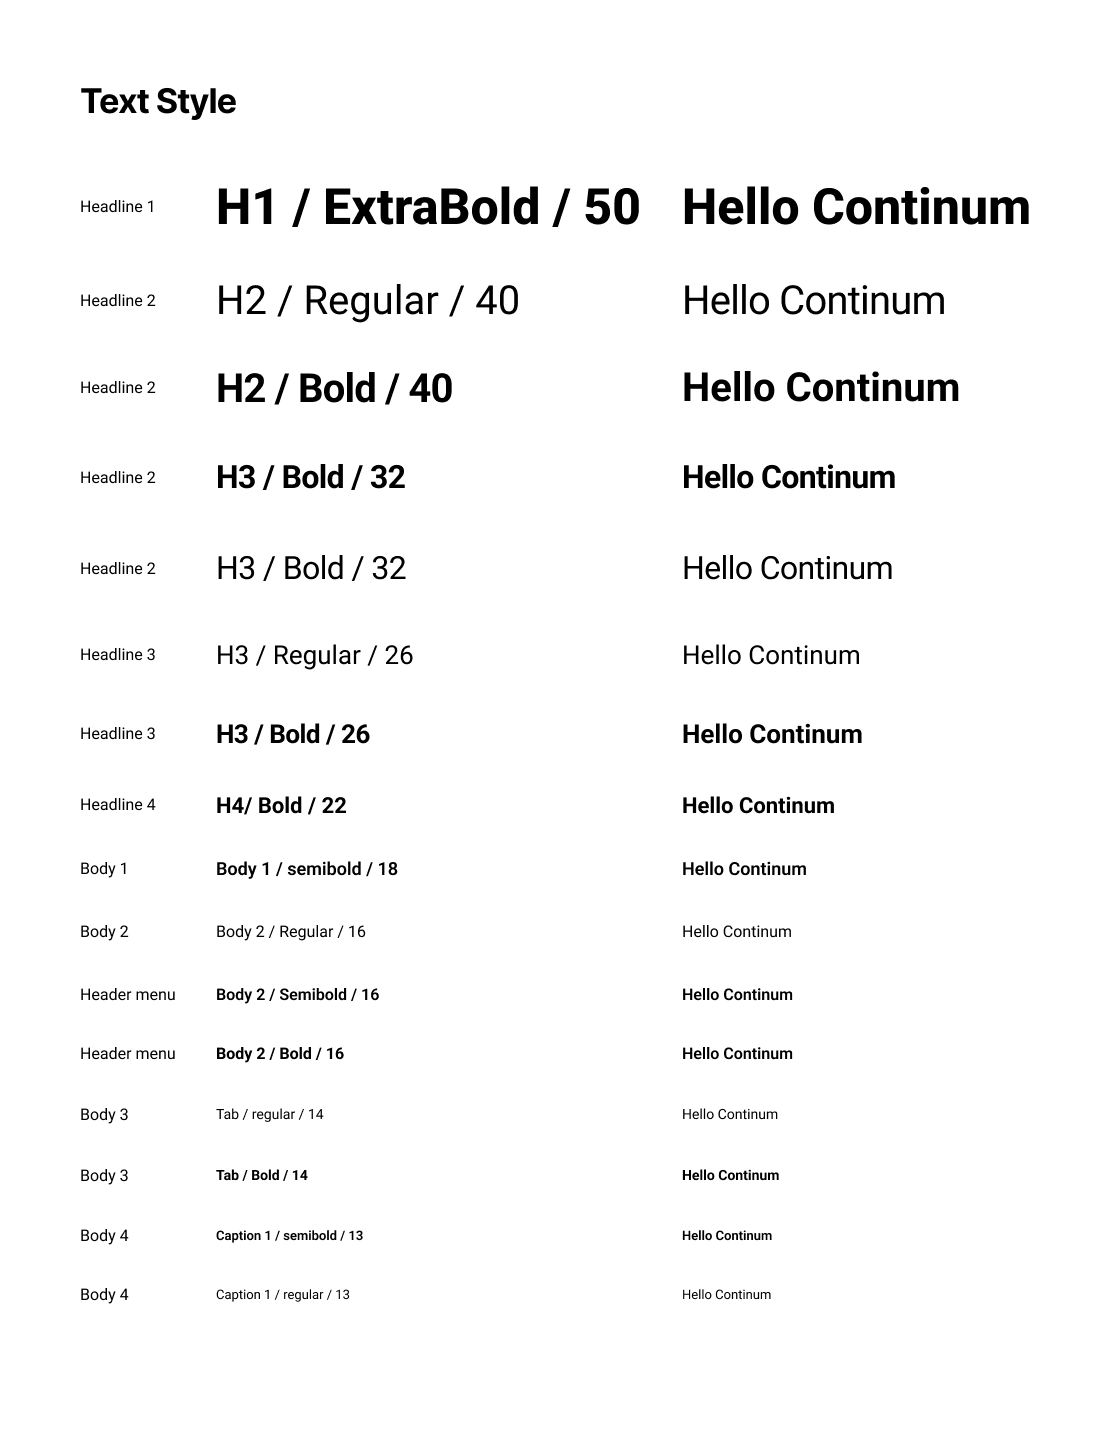 Text Style
Headline 1 H1 / ExtraBold / 50 Hello Continum
Headline 2 H2 / Regular / 40 Hello Continum
Headline 2 H2 / Bold / 40 Hello Continum
Headline 2 H3 / Bold / 32 Hello Continum
Headline 2 H3 / Bold / 32 Hello Continum
Headline 3 H3 / Regular / 26 Hello Continum
Headline 3 H3 / Bold / 26 Hello Continum
Headline 4 H4/ Bold / 22 Hello Continum
Body 1 Body 1 / semibold / 18 Hello Continum
Body 2 Body 2 / Regular / 16 Hello Continum
Header menu Body 2 / Semibold / 16 Hello Continum
Header menu Body 2 / Bold / 16 Hello Continum
Body 3 Tab / regular / 14 Hello Continum
Body 3 Tab / Bold / 14 Hello Continum
Body 4 Caption 1 / semibold / 13 Hello Continum
Body 4 Caption 1 / regular / 13 Hello Continum